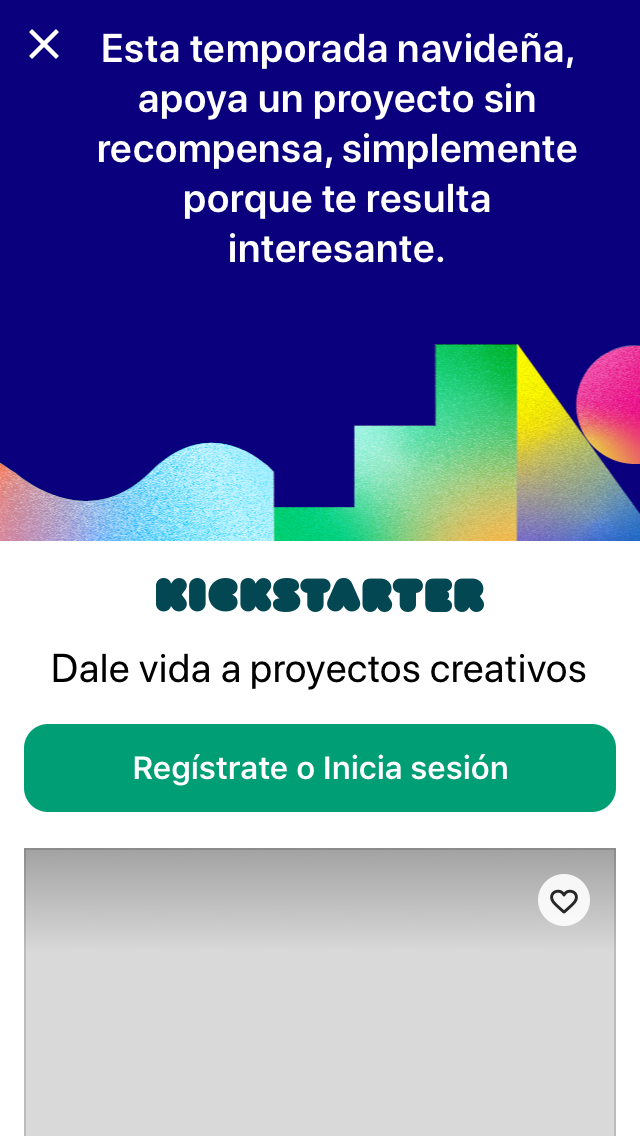 Esta temporada navideña,
apoya un proyecto sin
recompensa, simplemente
porque te resulta
interesante.
KICKSTARTER
Dale vida a proyectos creativos
Regístrate o Inicia sesión